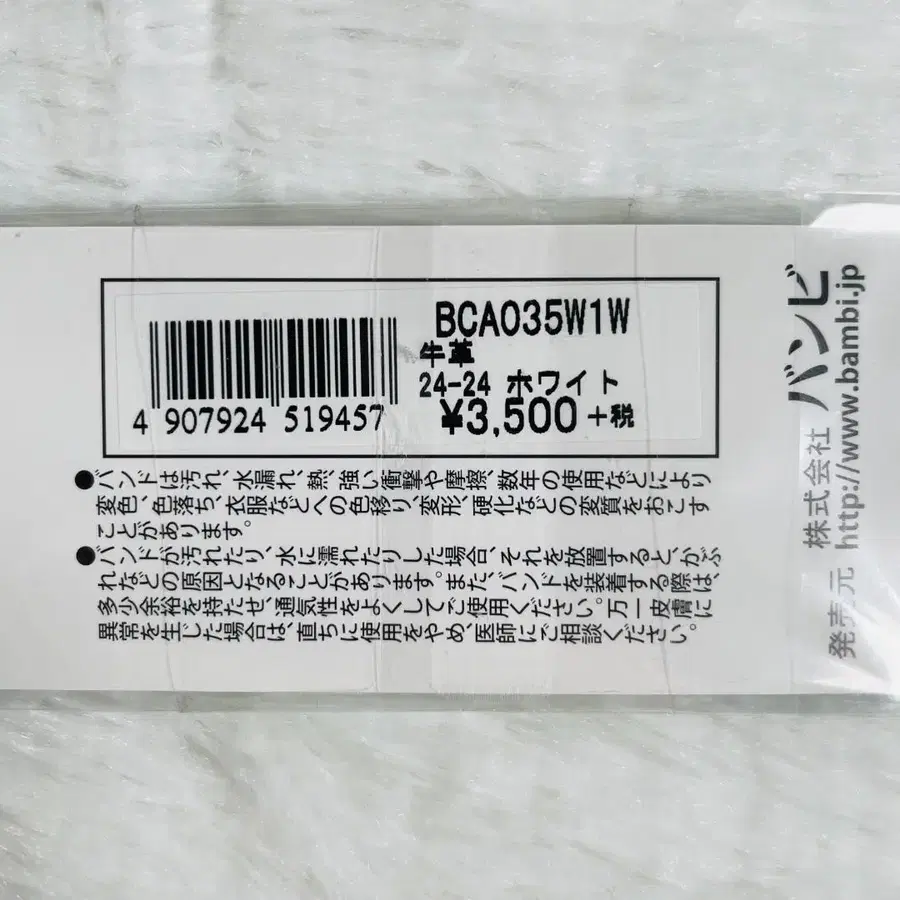 BCA035W1W
牛革
24-24 ホワイト
¥3,500 +税
4 907924 519457
●バンドは汚れ、水漏れ、熱、強い衝撃や摩擦、数年の使用などにより
変色、色落ち、衣服などへの色移り、変形、硬化などの変質をおこす
ことがあります。
●バンドが汚れたり、水に濡れたりした場合、それを放置すると、かぶ
れなどの原因となることがあります。また、バンドを装着する際は、
多少余裕を持たせ、通気性をよくしてご使用ください。万一皮膚に
異常を生じた場合は、直ちに使用をやめ、医師にご相談ください。
発売元 株式会社 バンビ
http://www.bambi.jp